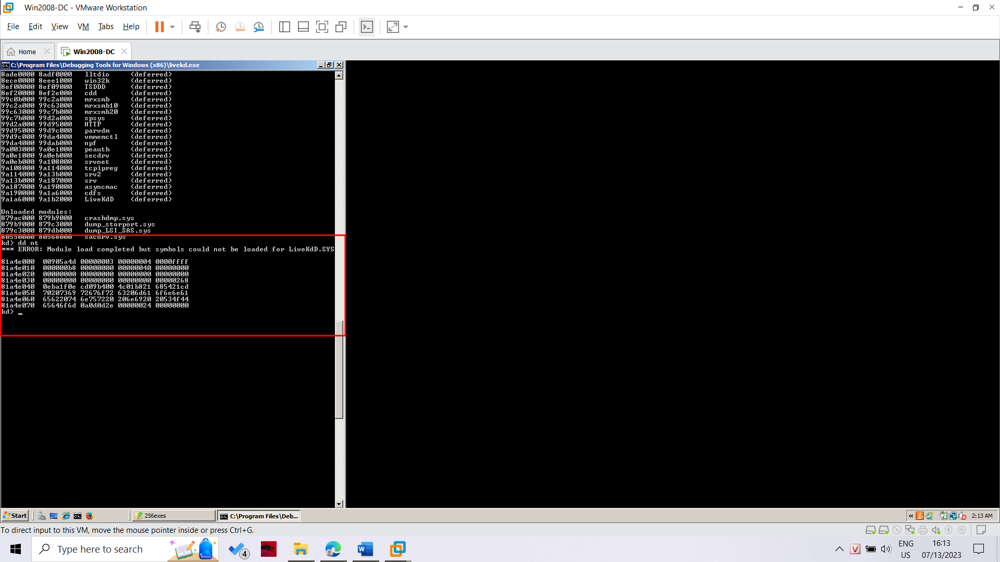 Win2008-DC - VMware Workstation
File Edit View VM Tabs Help
Home
Win2008-DC
C:\Program Files\Debugging Tools for Windows (x86)\livekd.exe
8ade0000 8adf0000 lltdio (deferred)
8ece0000 8eee1000 win32k (deferred)
8ef00000 8ef09000 TSDDD (deferred)
8ef20000 8ef2e000 cdd (deferred)
99c0b000 99c2a000 mrxsmb (deferred)
99c2a000 99c63000 mrxsmb10 (deferred)
99c63000 99c7b000 mrxsmb20 (deferred)
99c7b000 99d2a000 spsys (deferred)
99d2a000 99d95000 HTTP (deferred)
99d95000 99d9c000 parvdm (deferred)
99d9c000 99da4000 vmmemctl (deferred)
99da4000 99dab000 npf (deferred)
9a003000 9a0e1000 peauth (deferred)
9a0e1000 9a0eb000 secdrv (deferred)
9a0eb000 9a108000 srvnet (deferred)
9a108000 9a114000 tcpipreg (deferred)
9a114000 9a13b000 srv2 (deferred)
9a13b000 9a187000 srv (deferred)
9a187000 9a190000 asyncmac (deferred)
9a190000 9a1a6000 cdfs (deferred)
9a1a6000 9a1b2000 LiveKdD (deferred)
Unloaded modules:
879ac000 879b9000 crashdmp.sys
879b9000 879c3000 dump_storport.sys
879c3000 879db000 dump_LSI_SAS.sys
80550000 80568000 sacdrv.sys
kd> dd nt
*** ERROR: Module load completed but symbols could not be loaded for LiveKdD.SYS
81a4e000 00905a4d 00000003 00000004 0000ffff
81a4e010 000000b8 00000000 00000040 00000000
81a4e020 00000000 00000000 00000000 00000000
81a4e030 00000000 00000000 00000000 00000268
81a4e040 0eba1f0e cd09b400 4c01b821 685421cd
81a4e050 70207369 72676f72 63206d61 6f6e6e61
81a4e060 65622074 6e757220 206e6920 20534f44
81a4e070 65646f6d 0a0d0d2e 00000024 00000000
kd> _
Start
256exes
C:\Program Files\Deb...
« 2:13 AM
To direct input to this VM, move the mouse pointer inside or press Ctrl+G.
Type here to search
4
ENG
US
16:13
07/13/2023